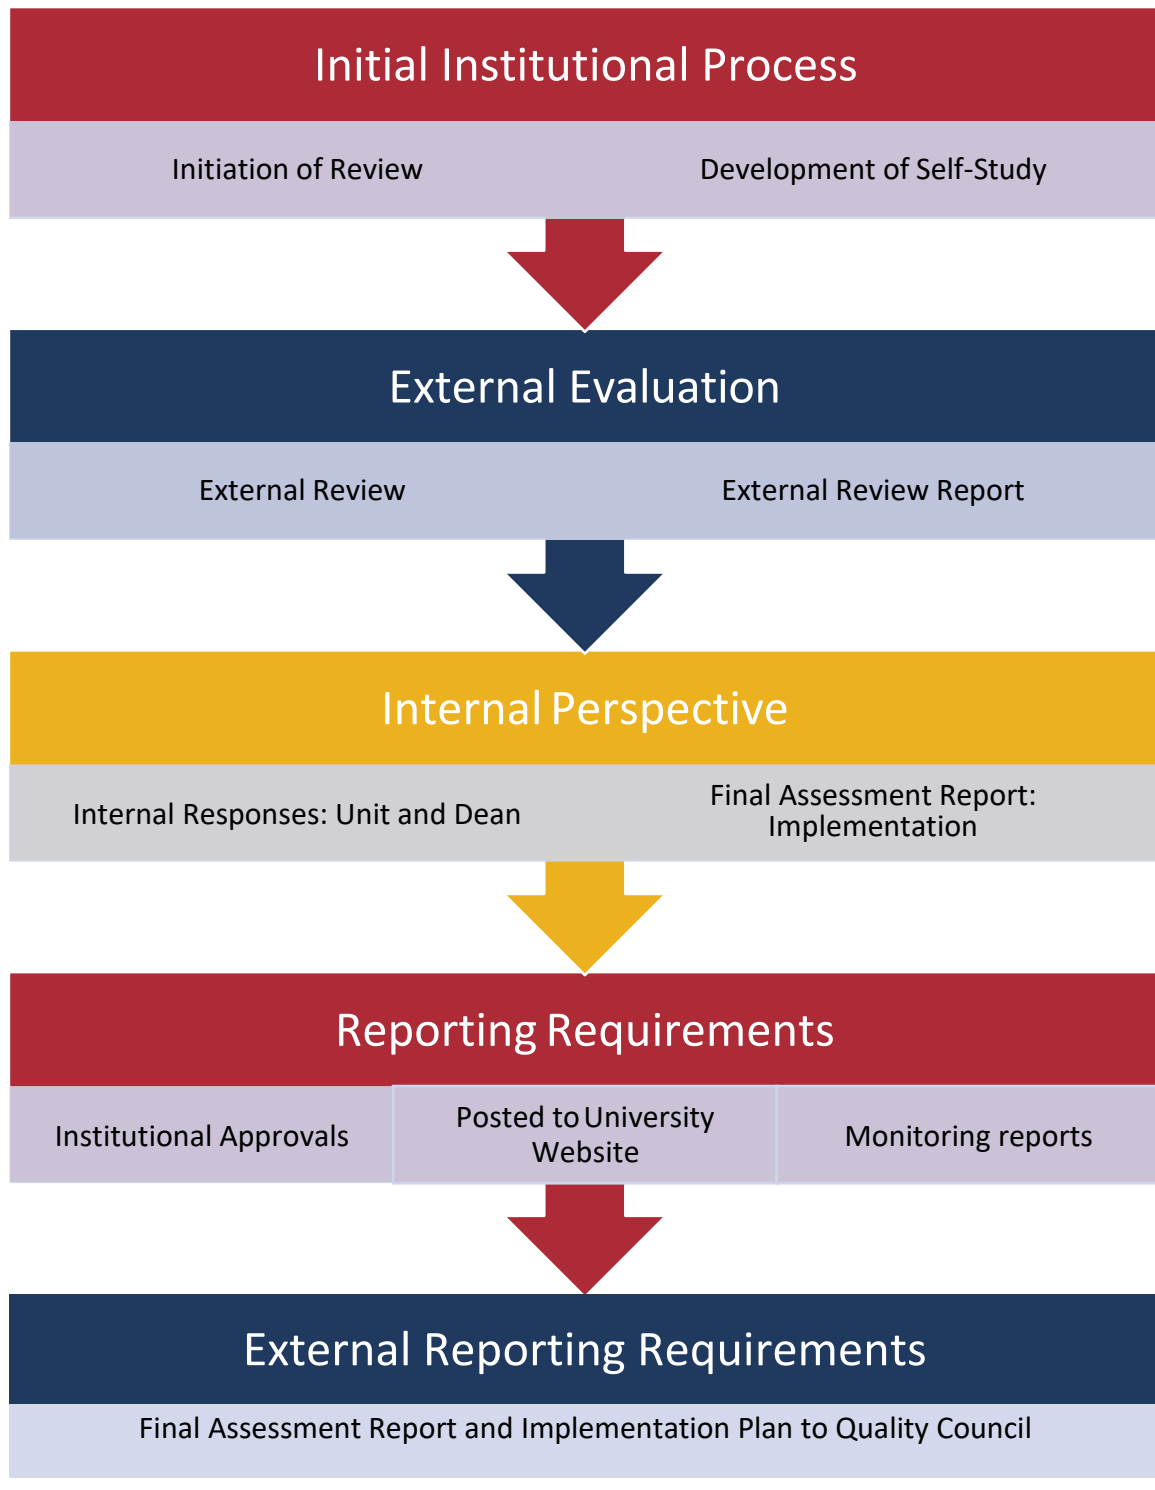 Initial Institutional Process
Initiation of Review
Development of Self-Study
External Evaluation
External Review
External Review Report
Internal Perspective
Internal Responses: Unit and Dean
Final Assessment Report:
Implementation
Reporting Requirements
Institutional Approvals
Posted to University
Website
Monitoring reports
External Reporting Requirements
Final Assessment Report and Implementation Plan to Quality Council